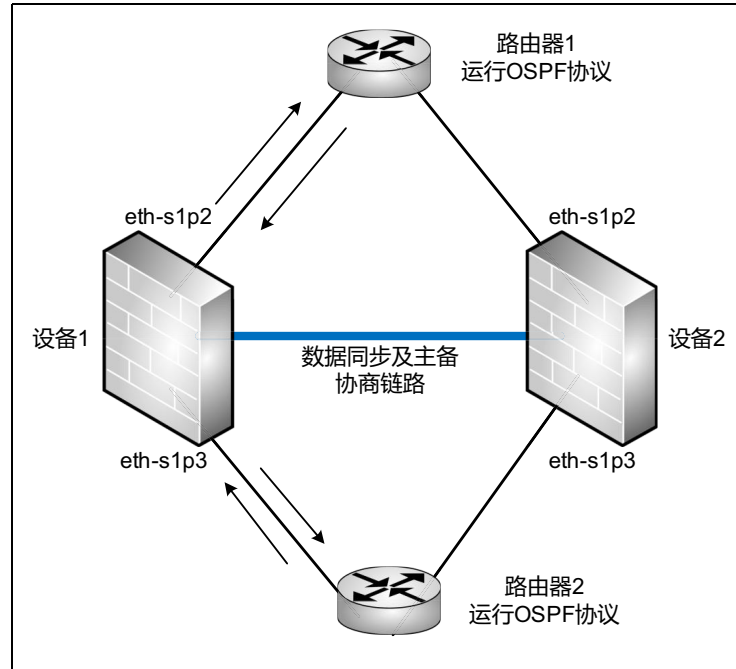 路由器1
运行OSPF协议
eth-s1p2
eth-s1p2
设备1
数据同步及主备
协商链路
设备2
eth-s1p3
eth-s1p3
路由器2
运行OSPF协议